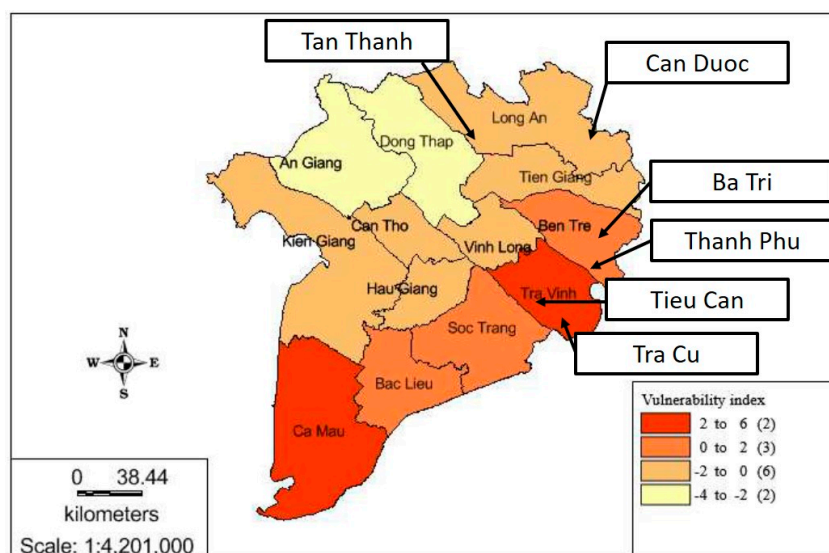 Tan Thanh
Can Duoc
Long An
Dong Thap
An Giang
Tien Giang
Ba Tri
Ben Tre
Can Tho
Kien Giang
Vinh Long
Thanh Phu
Hau Giang
Tra Vinh
Tieu Can
Soc Trang
Tra Cu
N
W E
S
Bac Lieu
Ca Mau
Vulnerability index
2 to 6 (2)
0 to 2 (3)
-2 to 0 (6)
-4 to -2 (2)
0 38.44
kilometers
Scale: 1:4,201,000